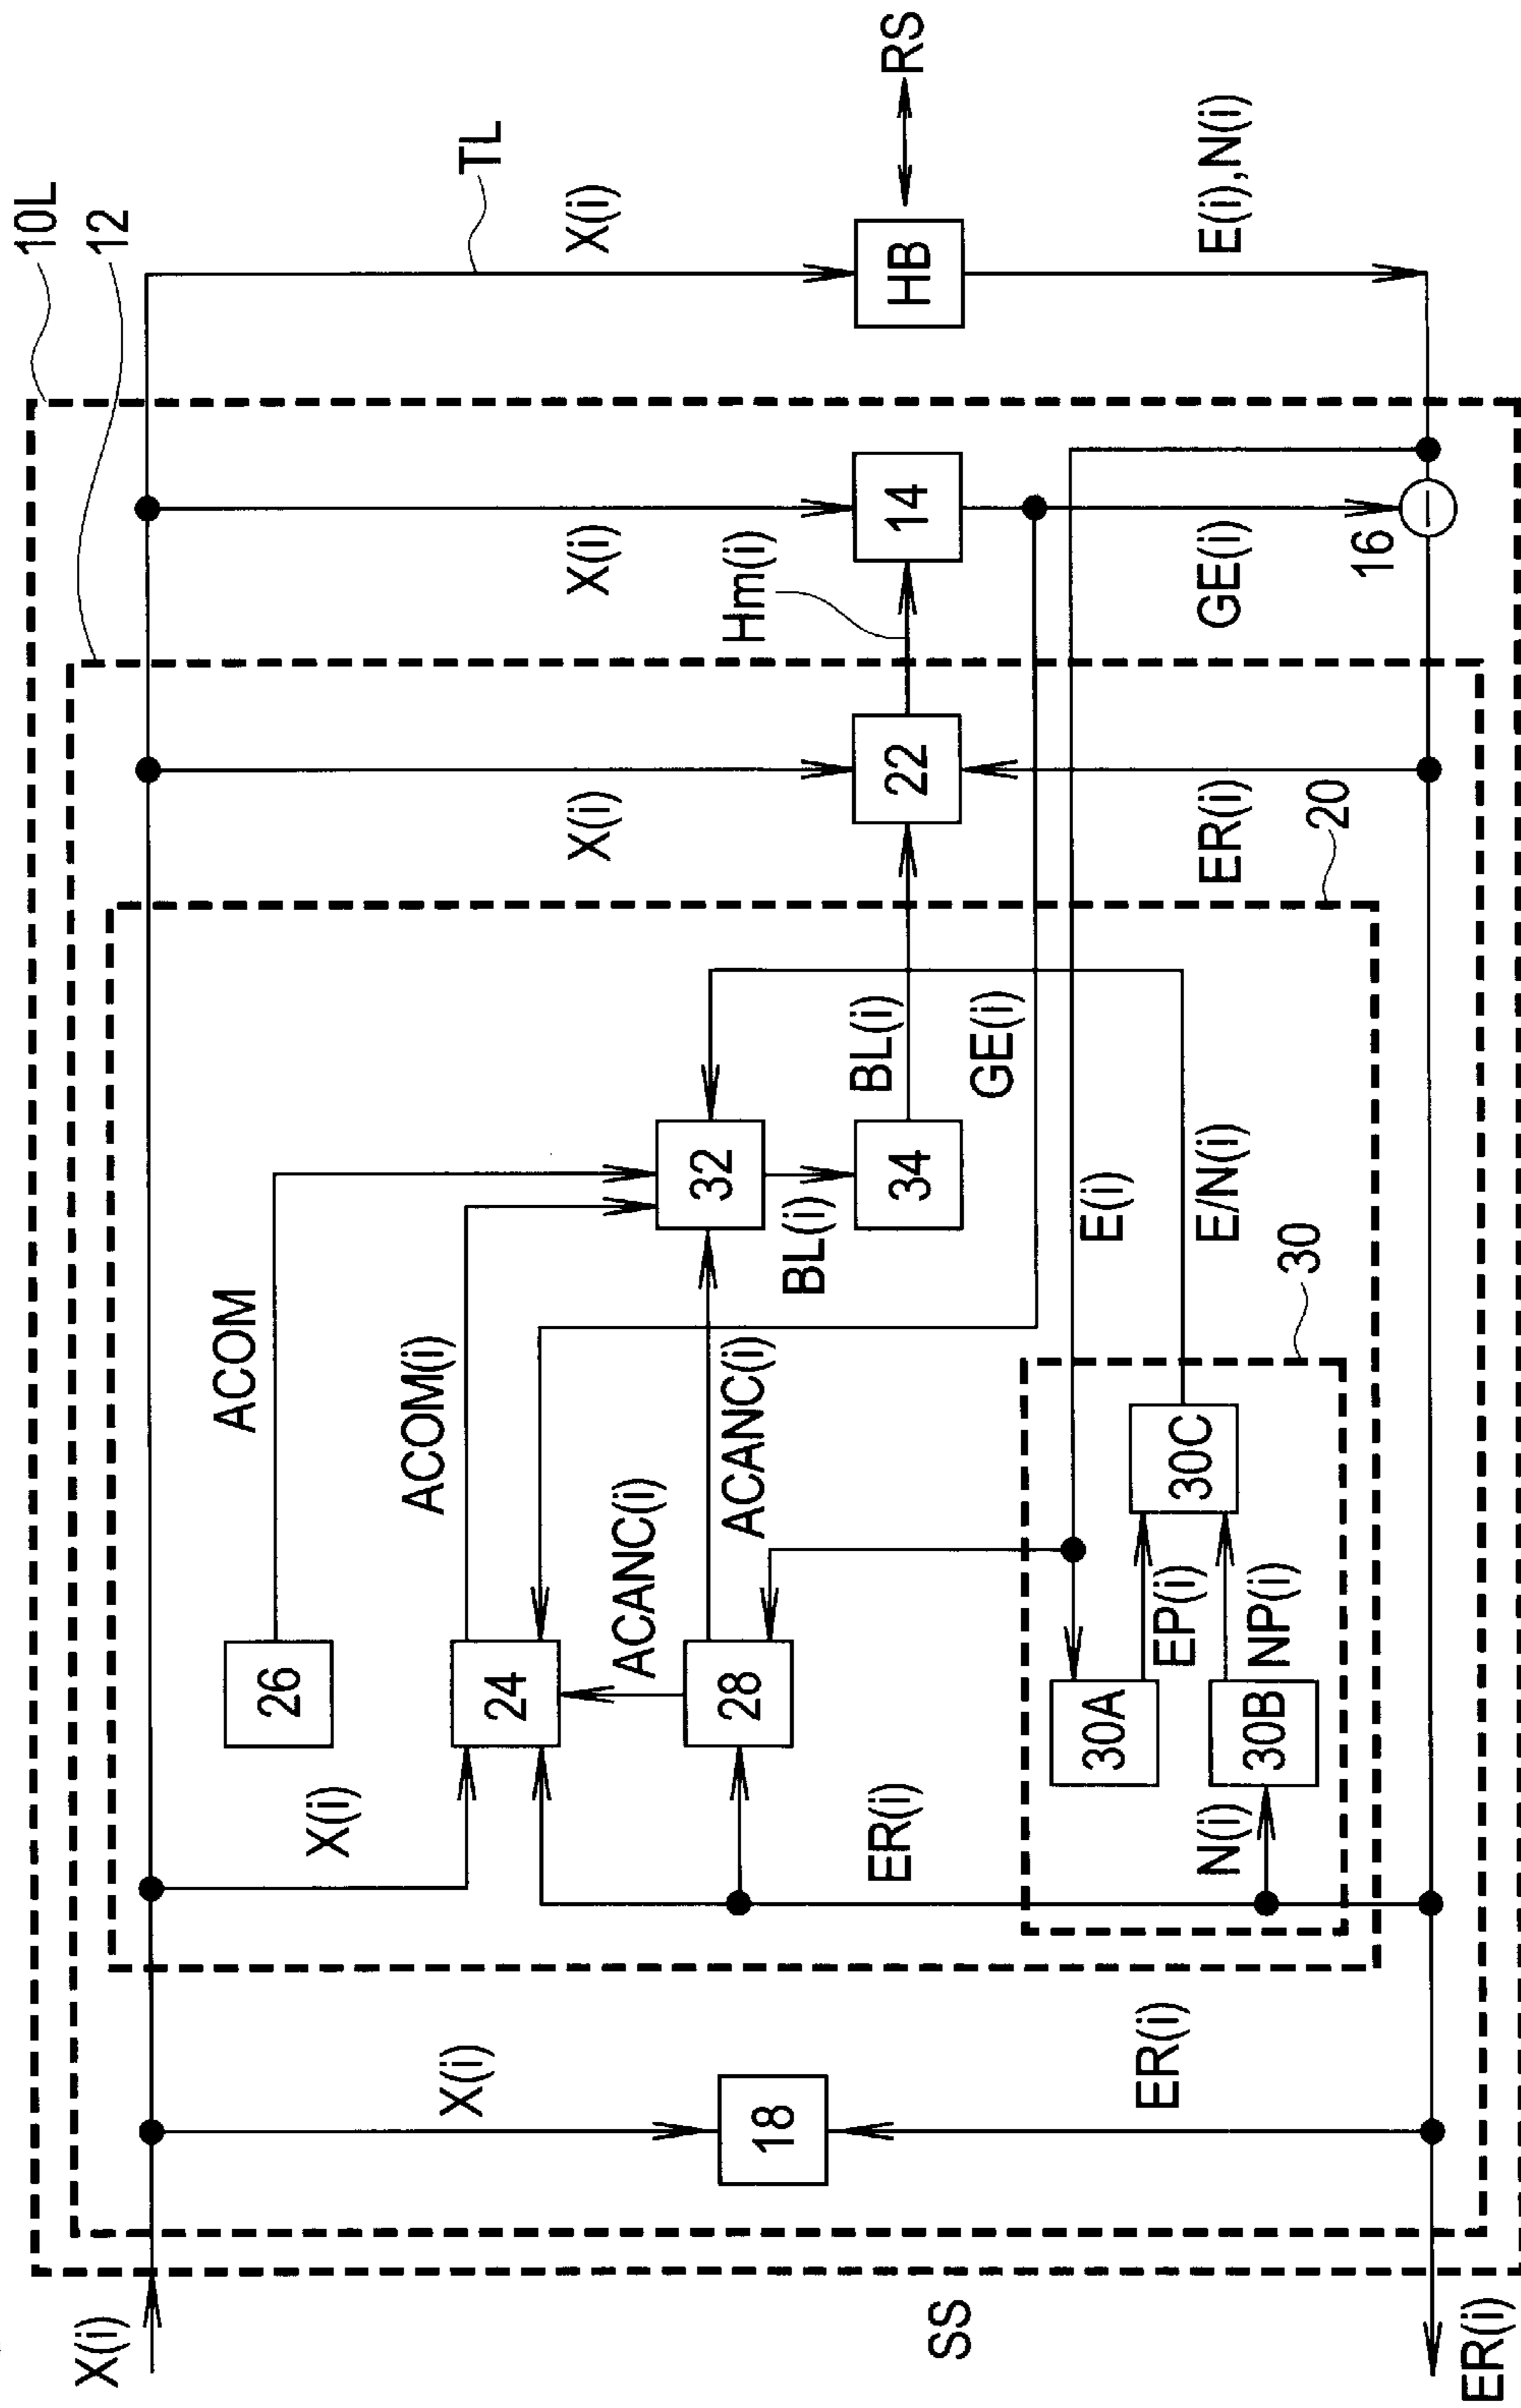 10L
12
TL
X(i)
X(i)
X(i)
X(i)
HB
RS
E(i),N(i)
14
Hm(i)
GE(i)
16
22
ER(i)
20
ACOM
ACOM(i)
32
BL(i)
34
BL(i)
GE(i)
E(i)
E/N(i)
30
26
24
ACANC(i)
ACANC(i)
28
30A
EP(i)
30C
30B
NP(i)
N(i)
X(i)
ER(i)
X(i)
18
ER(i)
SS
ER(i)